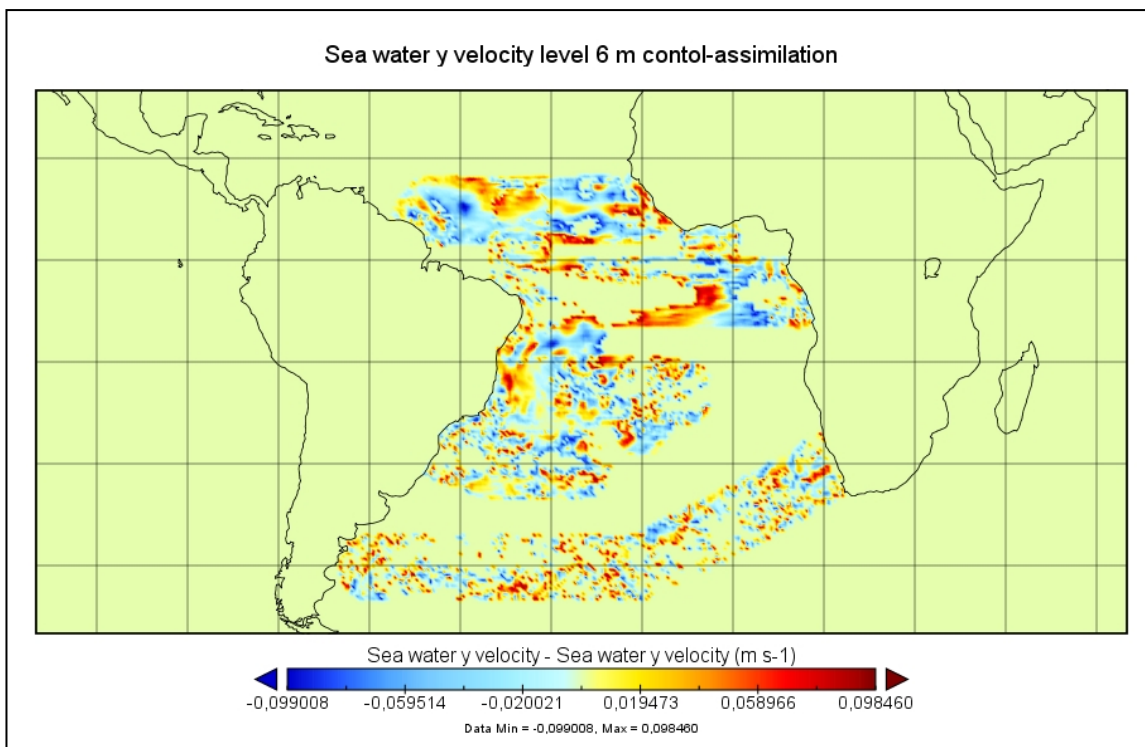 Sea water y velocity level 6 m contol-assimilation
Sea water y velocity - Sea water y velocity (m s-1)
-0,099008 -0,059514 -0,020021 0,019473 0,058966 0,098460
Data Min = -0,099008, Max = 0,098460